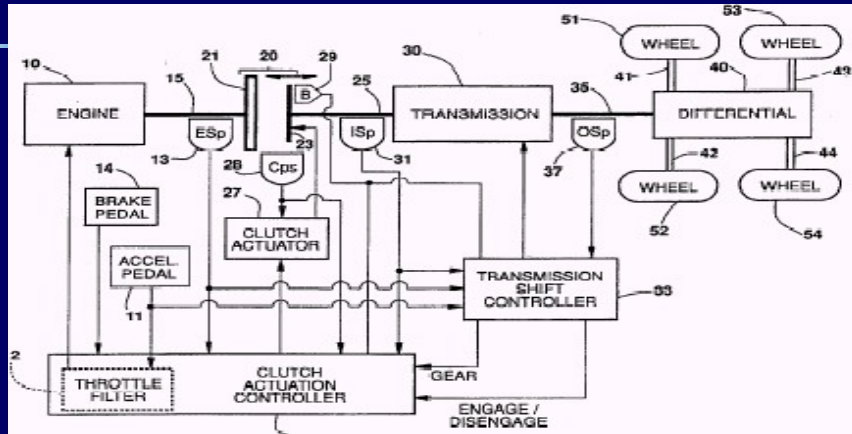 51
53
WHEEL
WHEEL
10
21
20
29
30
41
40
43
15
B
25
35
ENGINE
TRANSMISSION
DIFFERENTIAL
ESp
ISp
OSp
13
23
31
37
42
44
28
Cps
14
27
BRAKE
PEDAL
CLUTCH
ACTUATOR
WHEEL
WHEEL
52
54
ACCEL.
PEDAL
11
TRANSMISSION
SHIFT
CONTROLLER
33
2
THROTTLE
FILTER
CLUTCH
ACTUATION
CONTROLLER
GEAR
ENGAGE /
DISENGAGE